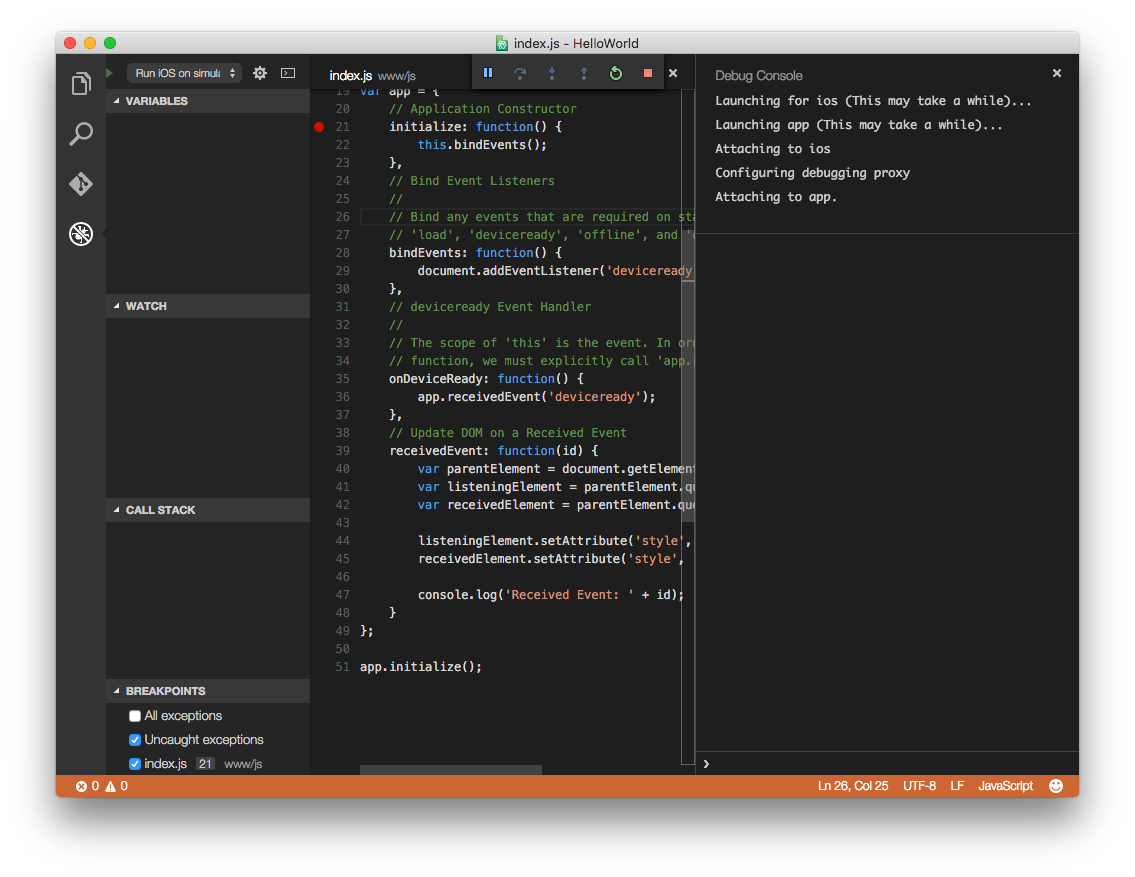 index.js - HelloWorld
Run iOS on simula
VARIABLES
WATCH
CALL STACK
BREAKPOINTS
All exceptions
Uncaught exceptions
index.js 21 www/js
index.js www/js
19 var app = {
20 // Application Constructor
21 initialize: function() {
22 this.bindEvents();
23 },
24 // Bind Event Listeners
25 //
26 // Bind any events that are required on sta
27 // 'load', 'deviceready', 'offline', and 'o
28 bindEvents: function() {
29 document.addEventListener('deviceready
30 },
31 // deviceready Event Handler
32 //
33 // The scope of 'this' is the event. In ord
34 // function, we must explicitly call 'app.
35 onDeviceReady: function() {
36 app.receivedEvent('deviceready');
37 },
38 // Update DOM on a Received Event
39 receivedEvent: function(id) {
40 var parentElement = document.getElement
41 var listeningElement = parentElement.qu
42 var receivedElement = parentElement.que
43
44 listeningElement.setAttribute('style',
45 receivedElement.setAttribute('style',
46
47 console.log('Received Event: ' + id);
48 }
49 };
50
51 app.initialize();
Debug Console
Launching for ios (This may take a while)...
Launching app (This may take a while)...
Attaching to ios
Configuring debugging proxy
Attaching to app.
0 0
Ln 26, Col 25 UTF-8 LF JavaScript